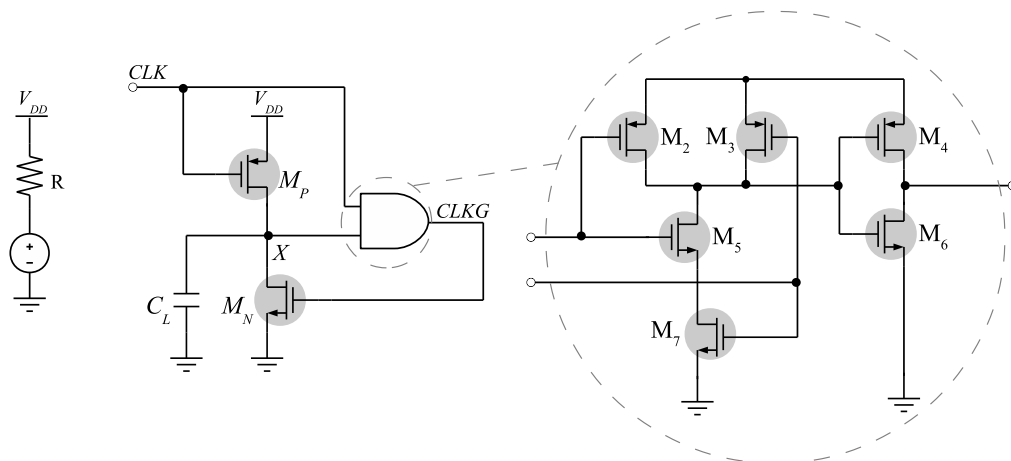 CLK
V_DD
V_DD
R
M_P
CLKG
X
C_L
M_N
+
−
M_2
M_3
M_4
M_5
M_6
M_7